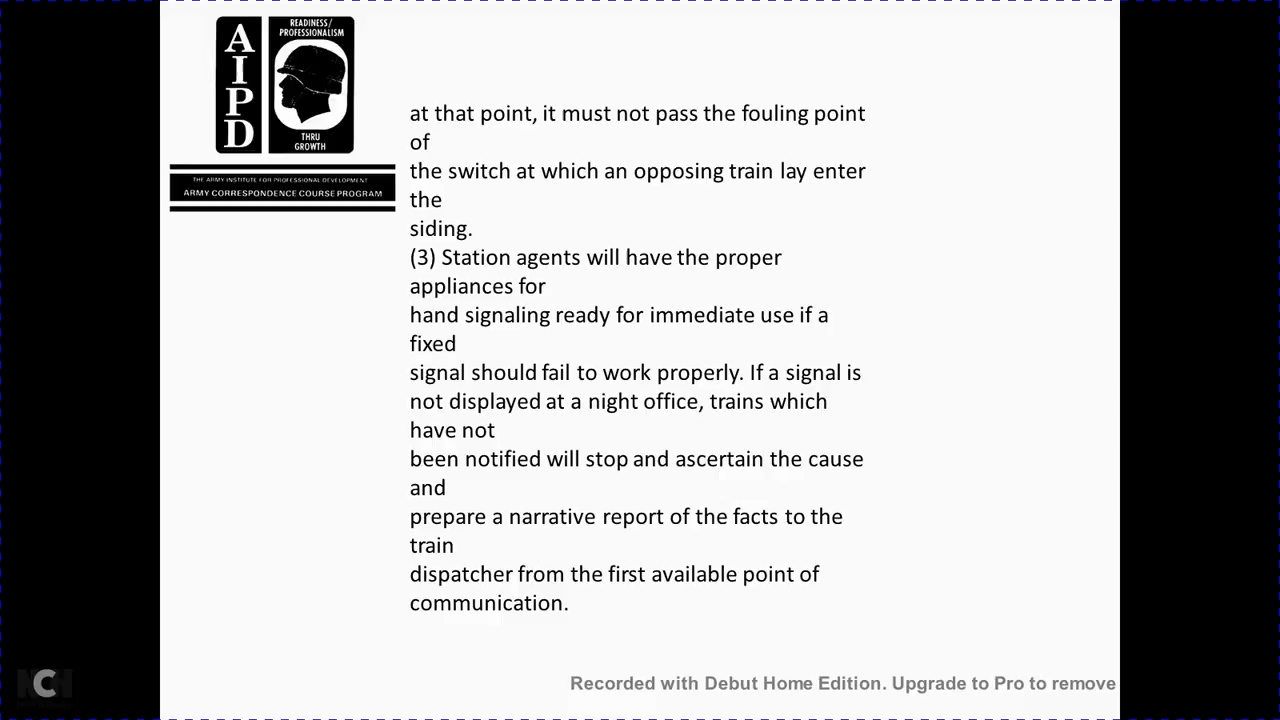 A
I
P
D
READINESS/
PROFESSIONALISM
THRU
GROWTH
THE ARMY INSTITUTE FOR PROFESSIONAL DEVELOPMENT
ARMY CORRESPONDENCE COURSE PROGRAM
at that point, it must not pass the fouling point
of
the switch at which an opposing train lay enter
the
siding.
(3) Station agents will have the proper
appliances for
hand signaling ready for immediate use if a
fixed
signal should fail to work properly. If a signal is
not displayed at a night office, trains which
have not
been notified will stop and ascertain the cause
and
prepare a narrative report of the facts to the
train
dispatcher from the first available point of
communication.
NCH
Recorded with Debut Home Edition. Upgrade to Pro to remove